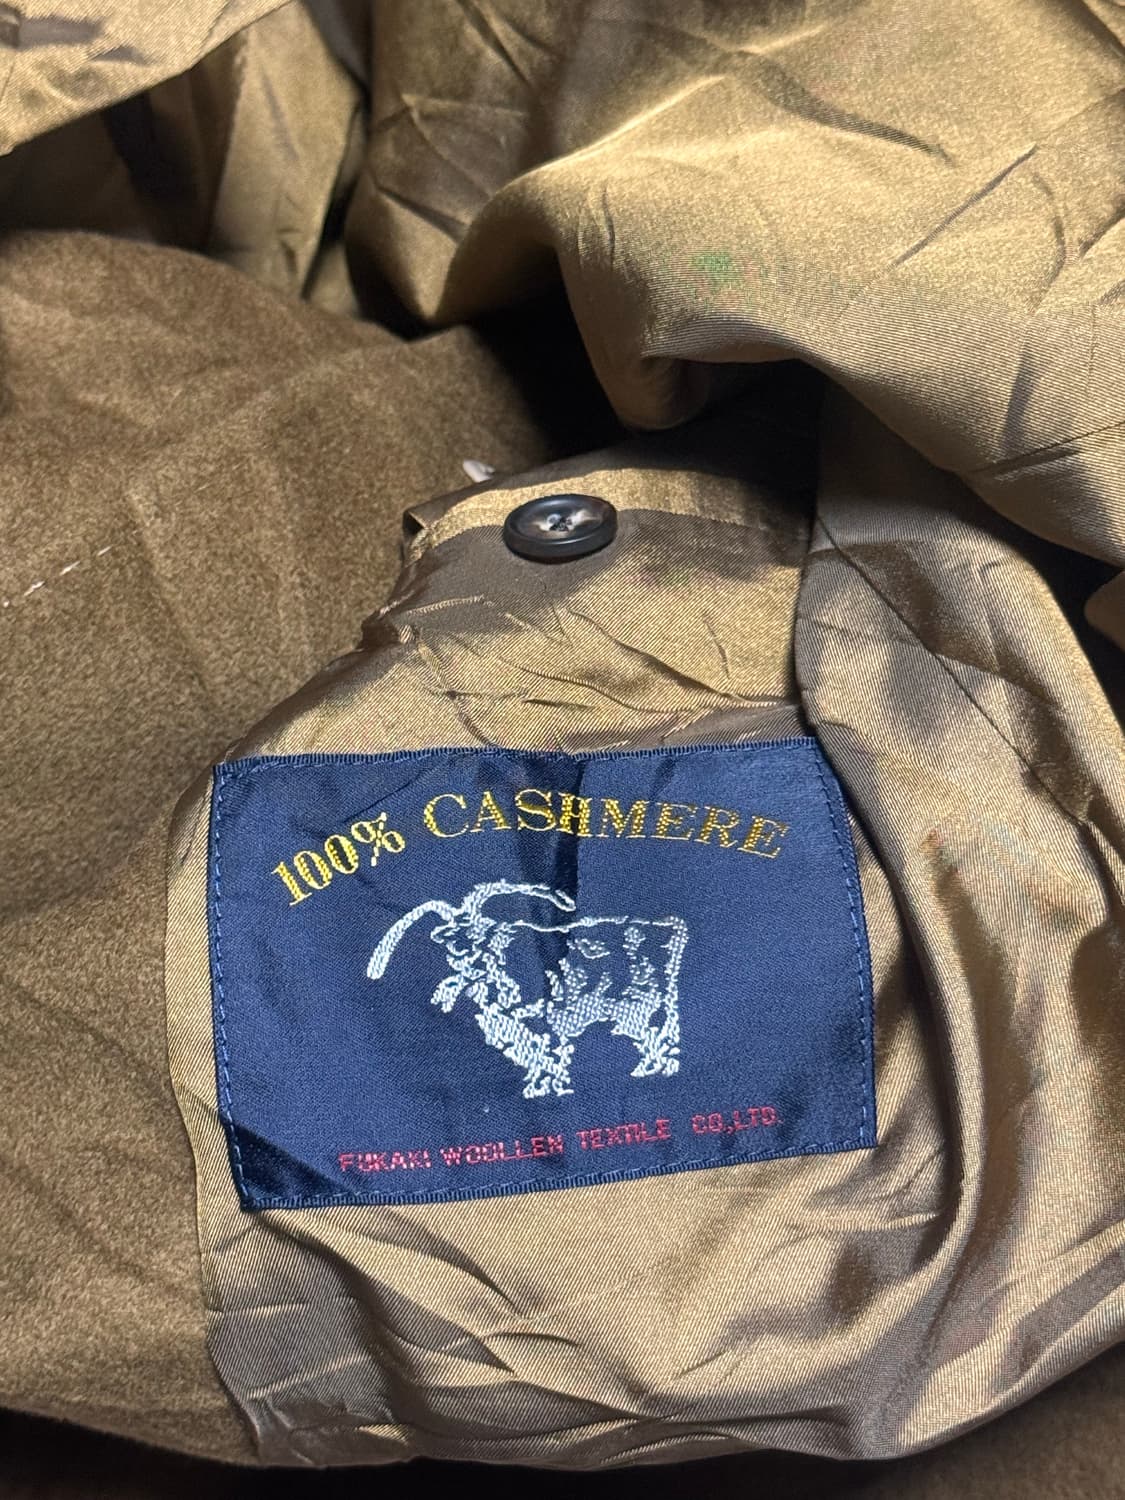 100% CASHMERE
FUKAKI WOOLLEN TEXTILE CO.,LTD.